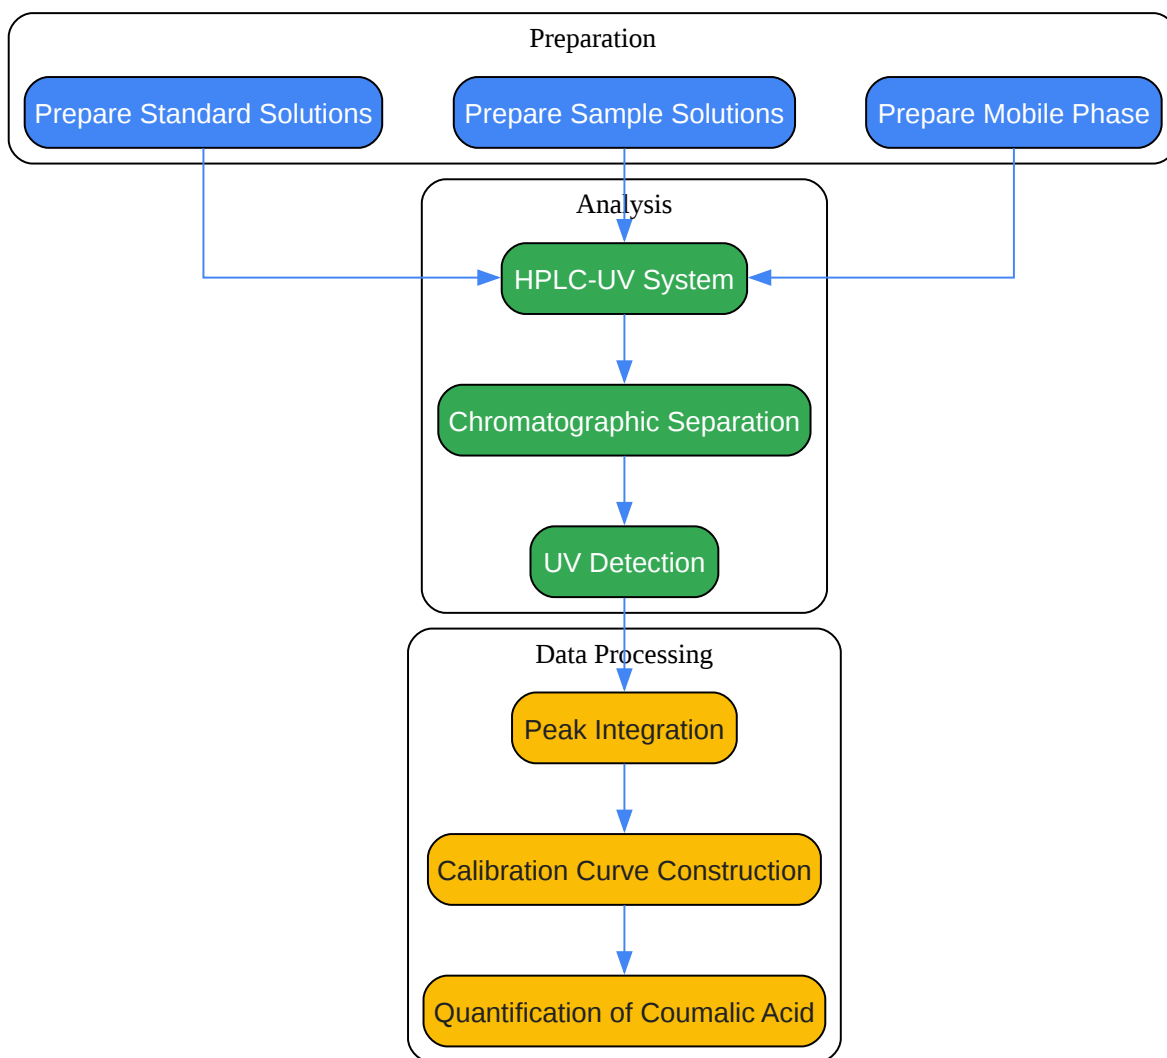 Preparation
Prepare Standard Solutions
Prepare Sample Solutions
Prepare Mobile Phase
Analysis
HPLC-UV System
Chromatographic Separation
UV Detection
Data Processing
Peak Integration
Calibration Curve Construction
Quantification of Coumalic Acid